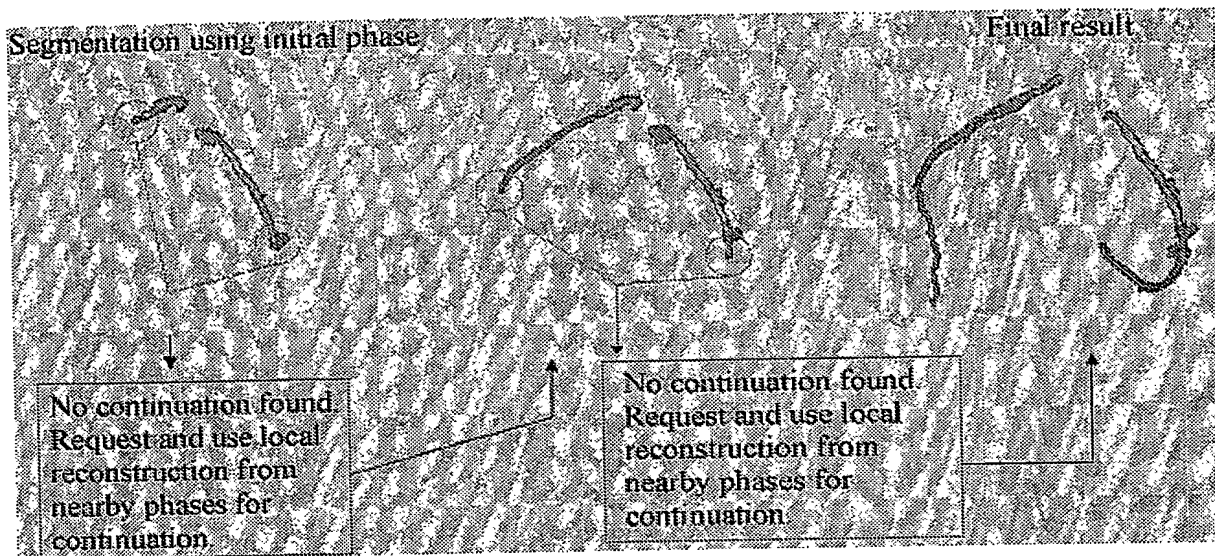 Segmentation using initial phase
Final result
No continuation found.
Request and use local
reconstruction from
nearby phases for
continuation.
No continuation found.
Request and use local
reconstruction from
nearby phases for
continuation